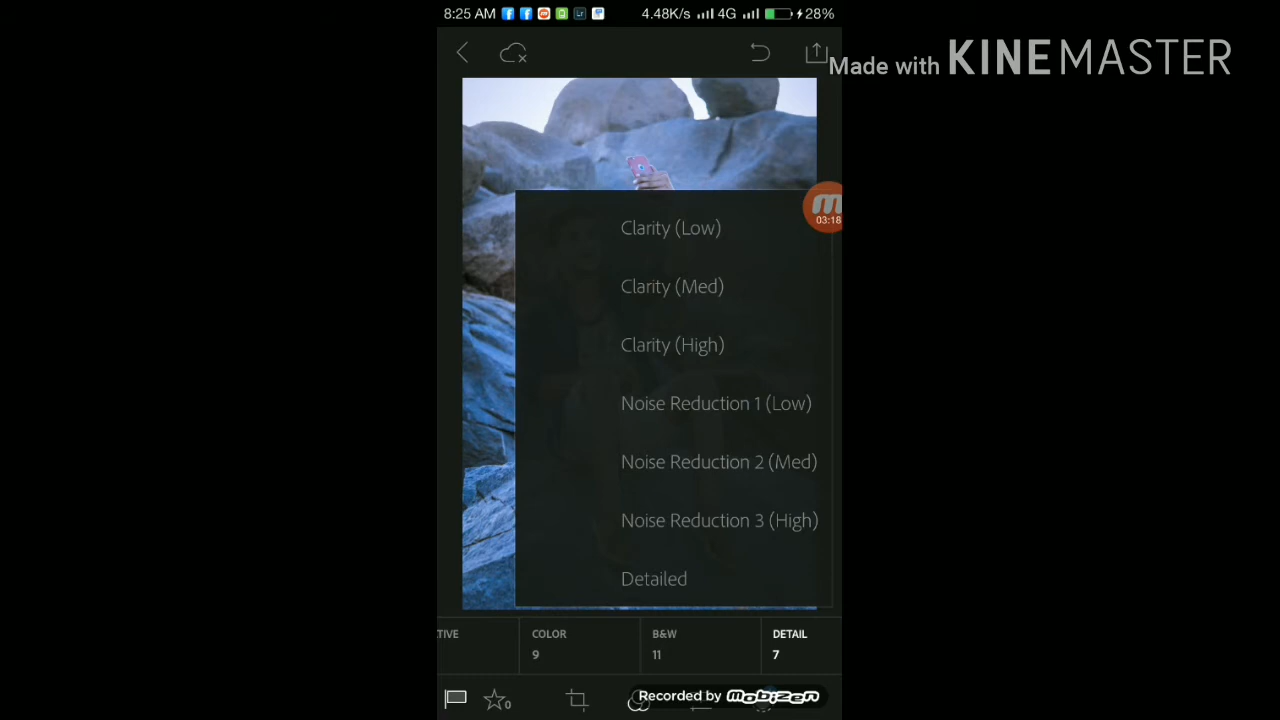 8:25 AM 4.48K/s 4G 28%
Made with KINEMASTER
03:18
Clarity (Low)
Clarity (Med)
Clarity (High)
Noise Reduction 1 (Low)
Noise Reduction 2 (Med)
Noise Reduction 3 (High)
Detailed
TIVE COLOR B&W DETAIL
9 11 7
0
Recorded by MOBIZEN